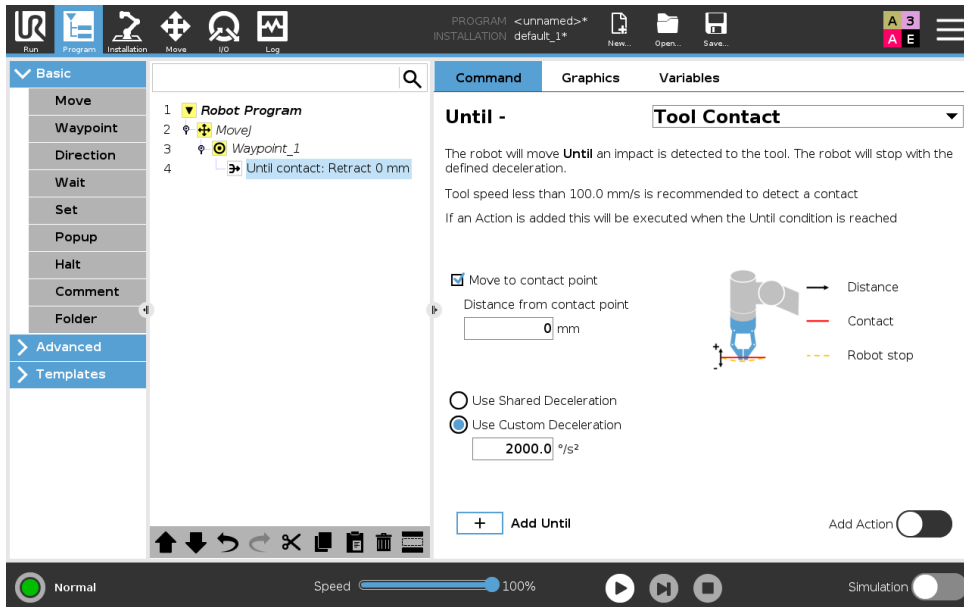 PROGRAM <unnamed>*
INSTALLATION default_1*
UR
Run
Program
Installation
Move
I/O
Log
New...
Open...
Save...
A 3
A E
Basic
Move
Waypoint
Direction
Wait
Set
Popup
Halt
Comment
Folder
Advanced
Templates
1 Robot Program
2 MoveJ
3 Waypoint_1
4 Until contact: Retract 0 mm
Command Graphics Variables
Until - Tool Contact
The robot will move Until an impact is detected to the tool. The robot will stop with the
defined deceleration.
Tool speed less than 100.0 mm/s is recommended to detect a contact
If an Action is added this will be executed when the Until condition is reached
Move to contact point
Distance from contact point
0 mm
+
-
Distance
Contact
Robot stop
Use Shared Deceleration
Use Custom Deceleration
2000.0 °/s²
+ Add Until
Add Action
Normal
Speed 100%
Simulation